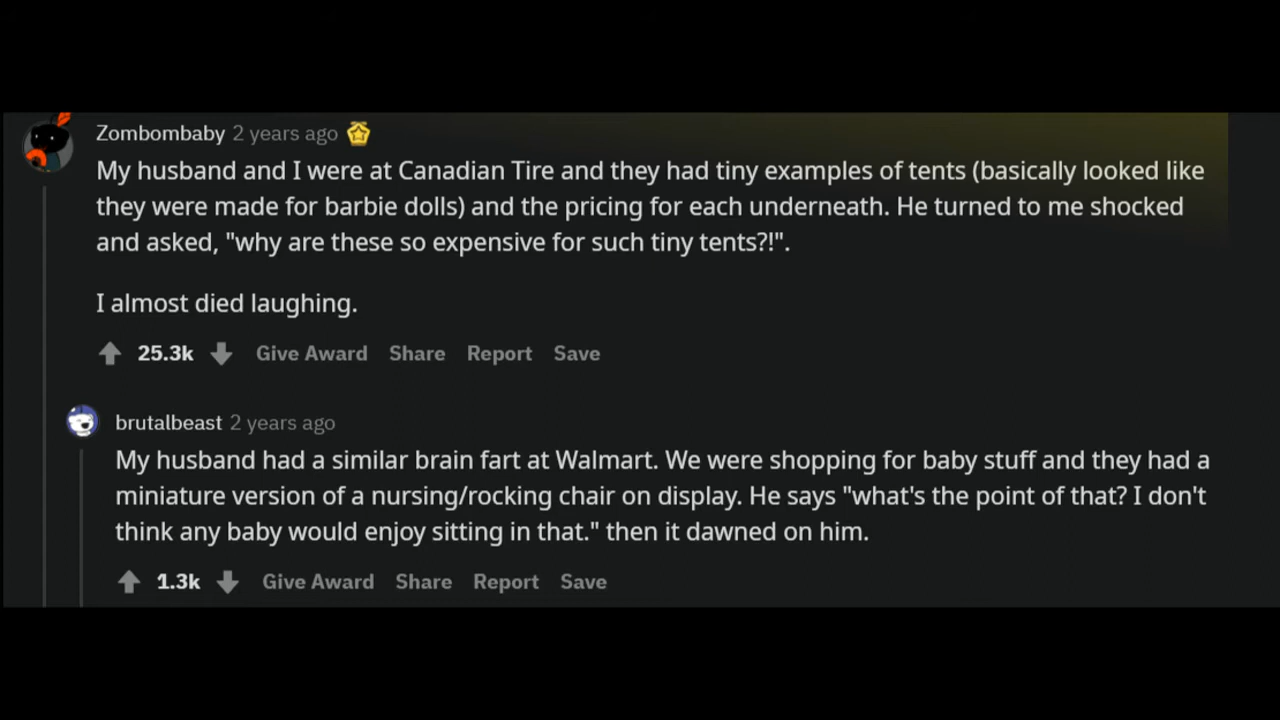 Zombombaby 2 years ago
My husband and I were at Canadian Tire and they had tiny examples of tents (basically looked like
they were made for barbie dolls) and the pricing for each underneath. He turned to me shocked
and asked, "why are these so expensive for such tiny tents?!".
I almost died laughing.
25.3k Give Award Share Report Save
brutalbeast 2 years ago
My husband had a similar brain fart at Walmart. We were shopping for baby stuff and they had a
miniature version of a nursing/rocking chair on display. He says "what's the point of that? I don't
think any baby would enjoy sitting in that." then it dawned on him.
1.3k Give Award Share Report Save